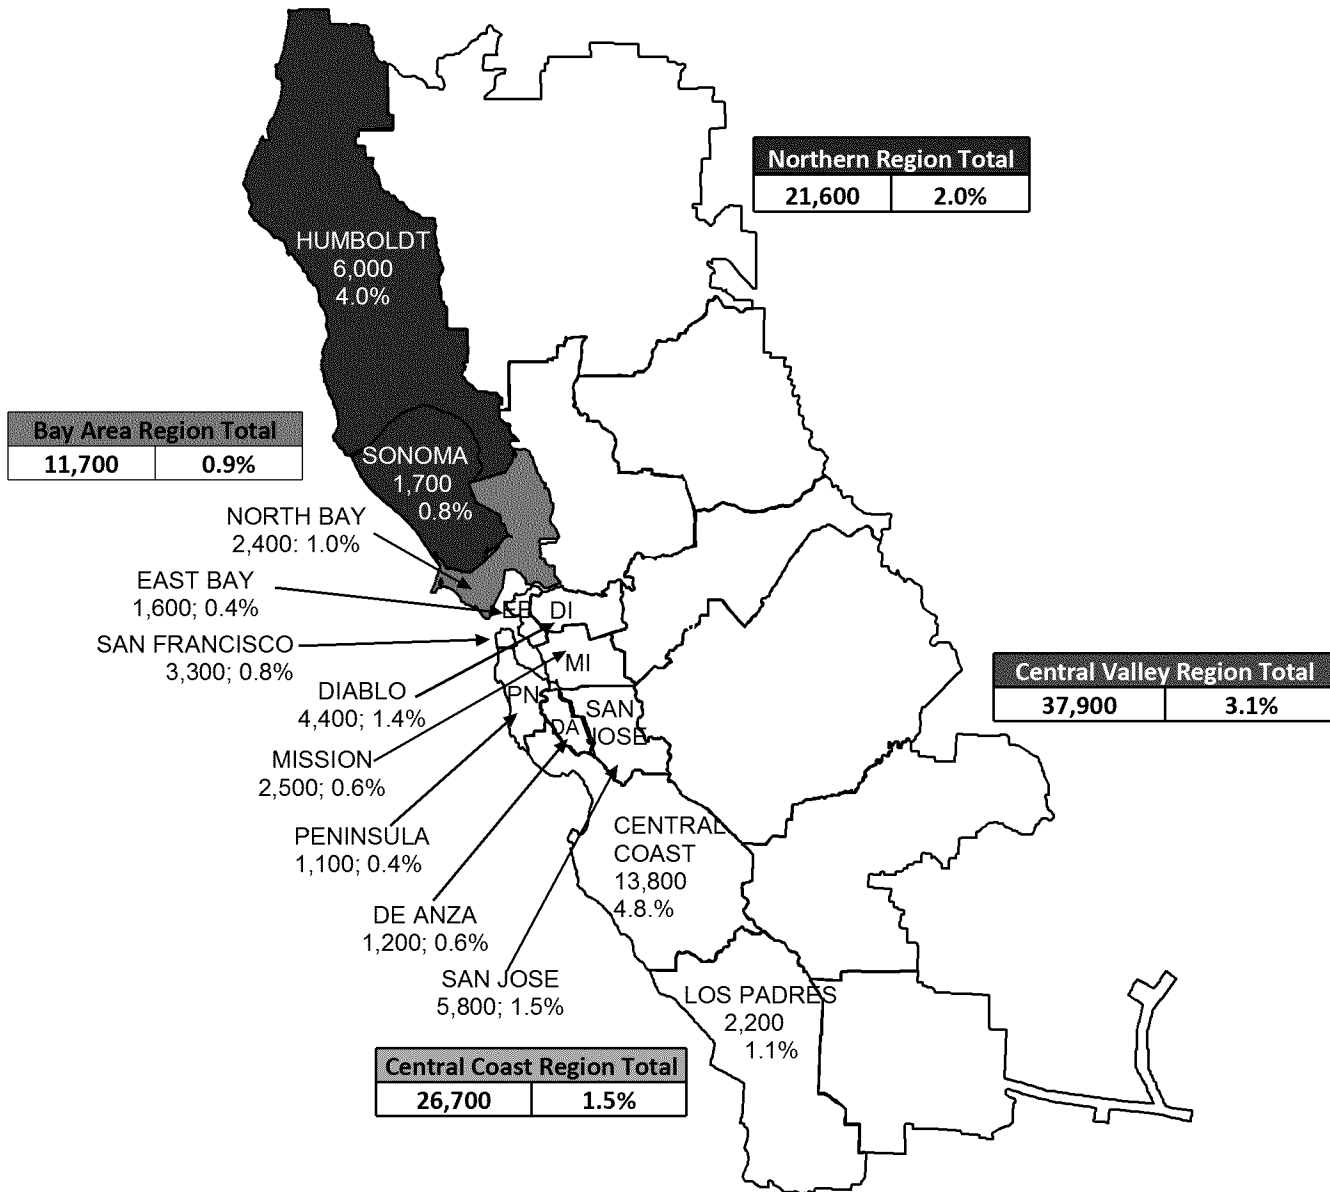 Northern Region Total
21,600 2.0%
HUMBOLDT
6,000
4.0%
Bay Area Region Total
11,700 0.9%
SONOMA
1,700
0.8%
NORTH BAY
2,400: 1.0%
EAST BAY
1,600; 0.4%
EB
DI
SAN FRANCISCO
3,300; 0.8%
MI
Central Valley Region Total
37,900 3.1%
DIABLO
4,400; 1.4%
PN
SAN
JOSE
DA
MISSION
2,500; 0.6%
PENINSULA
1,100; 0.4%
CENTRAL
COAST
13,800
4.8.%
DE ANZA
1,200; 0.6%
SAN JOSE
5,800; 1.5%
LOS PADRES
2,200
1.1%
Central Coast Region Total
26,700 1.5%